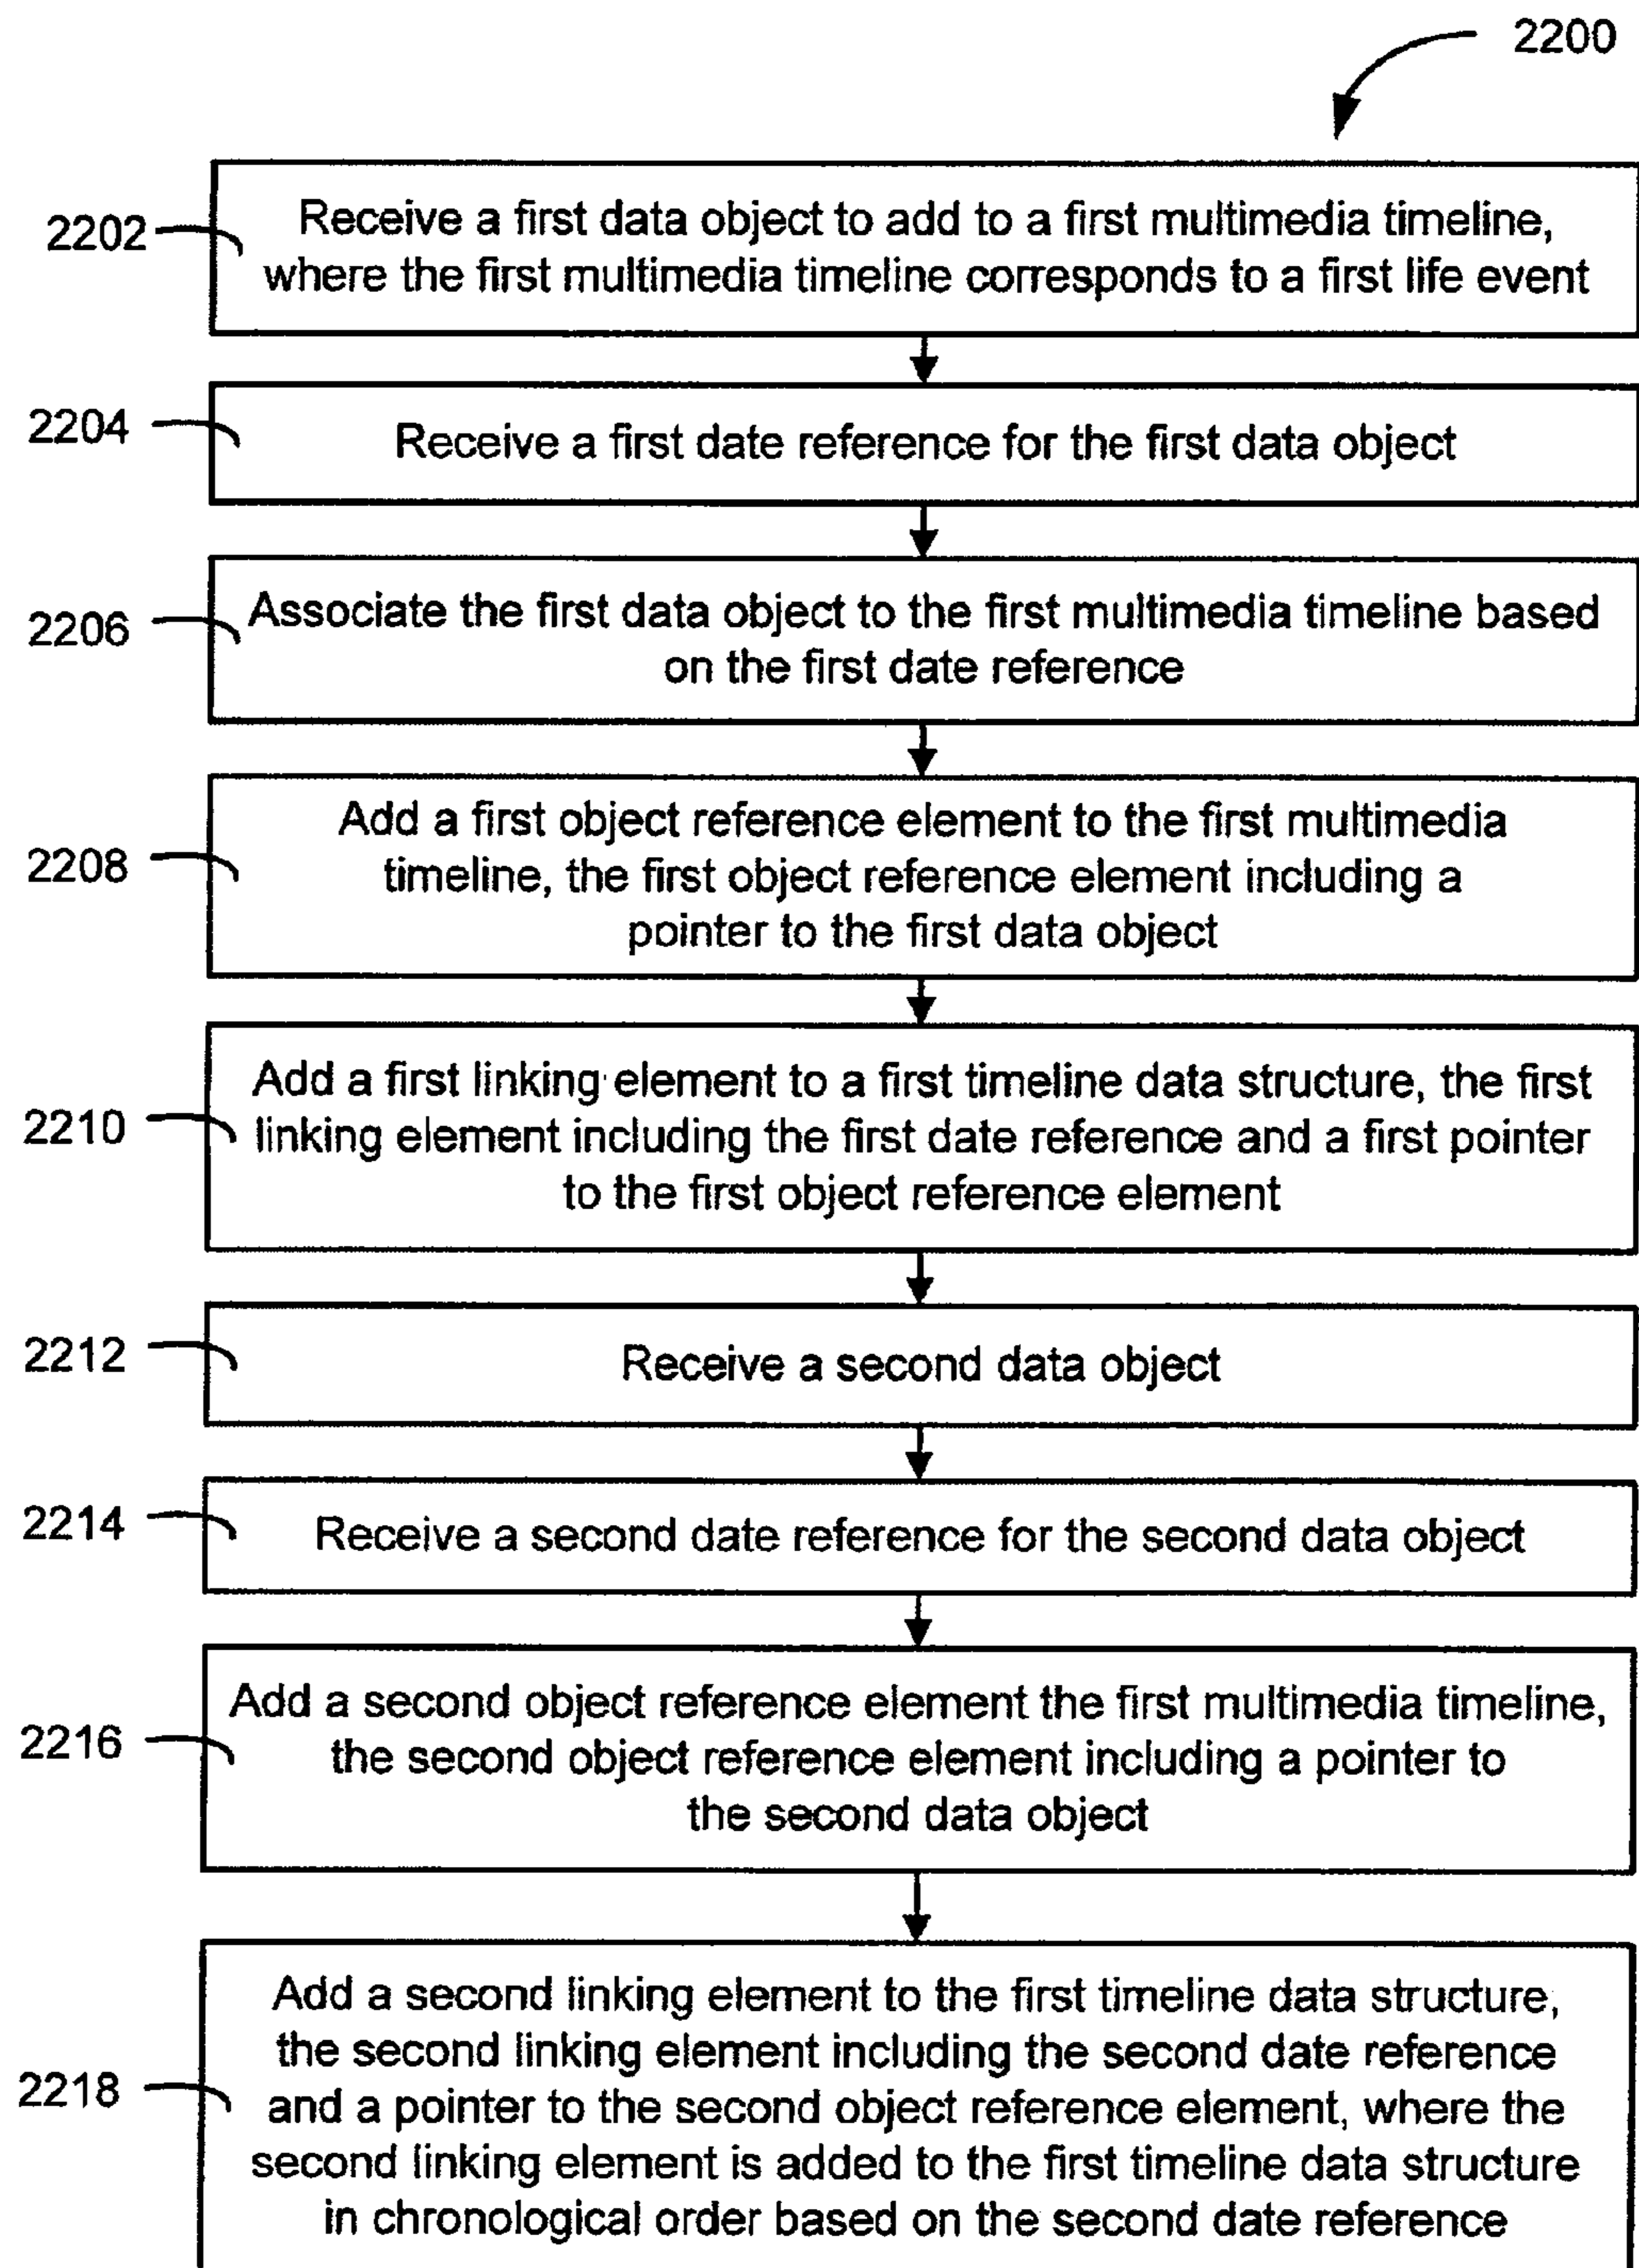 2200
2202
Receive a first data object to add to a first multimedia timeline,
where the first multimedia timeline corresponds to a first life event
2204
Receive a first date reference for the first data object
2206
Associate the first data object to the first multimedia timeline based
on the first date reference
2208
Add a first object reference element to the first multimedia
timeline, the first object reference element including a
pointer to the first data object
2210
Add a first linking element to a first timeline data structure, the first
linking element including the first date reference and a first pointer
to the first object reference element
2212
Receive a second data object
2214
Receive a second date reference for the second data object
2216
Add a second object reference element the first multimedia timeline,
the second object reference element including a pointer to
the second data object
2218
Add a second linking element to the first timeline data structure,
the second linking element including the second date reference
and a pointer to the second object reference element, where the
second linking element is added to the first timeline data structure
in chronological order based on the second date reference